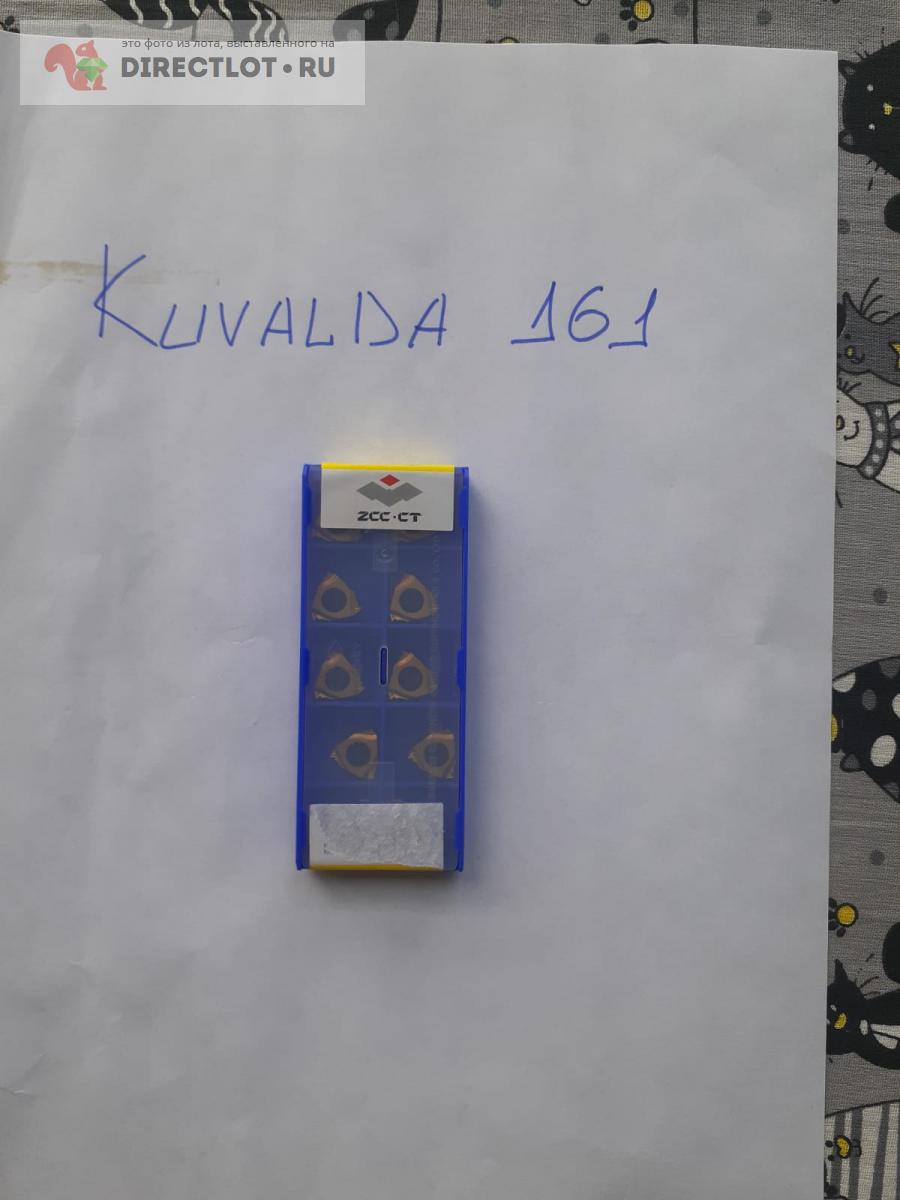 это фото из лота, выставленного на
DIRECTLOT•RU
KUVALDA 161
ZCC·CT